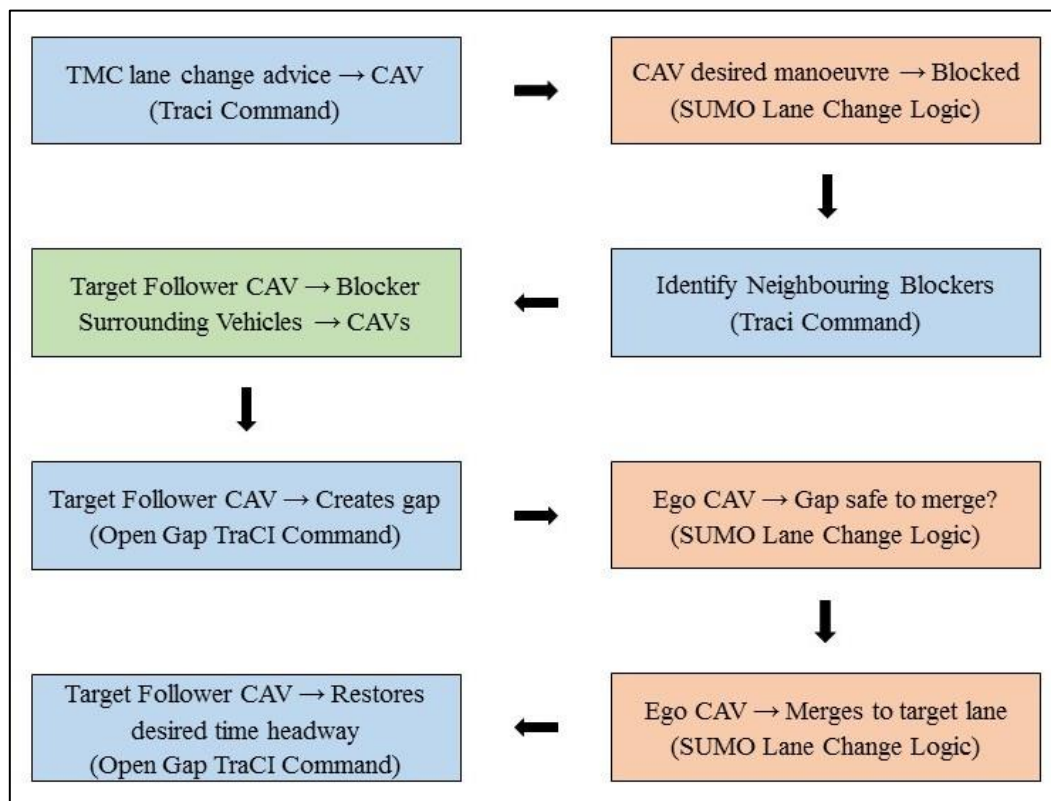 TMC lane change advice → CAV
(Traci Command)
CAV desired manoeuvre → Blocked
(SUMO Lane Change Logic)
Target Follower CAV → Blocker
Surrounding Vehicles → CAVs
Identify Neighbouring Blockers
(Traci Command)
Target Follower CAV → Creates gap
(Open Gap TraCI Command)
Ego CAV → Gap safe to merge?
(SUMO Lane Change Logic)
Target Follower CAV → Restores
desired time headway
(Open Gap TraCI Command)
Ego CAV → Merges to target lane
(SUMO Lane Change Logic)